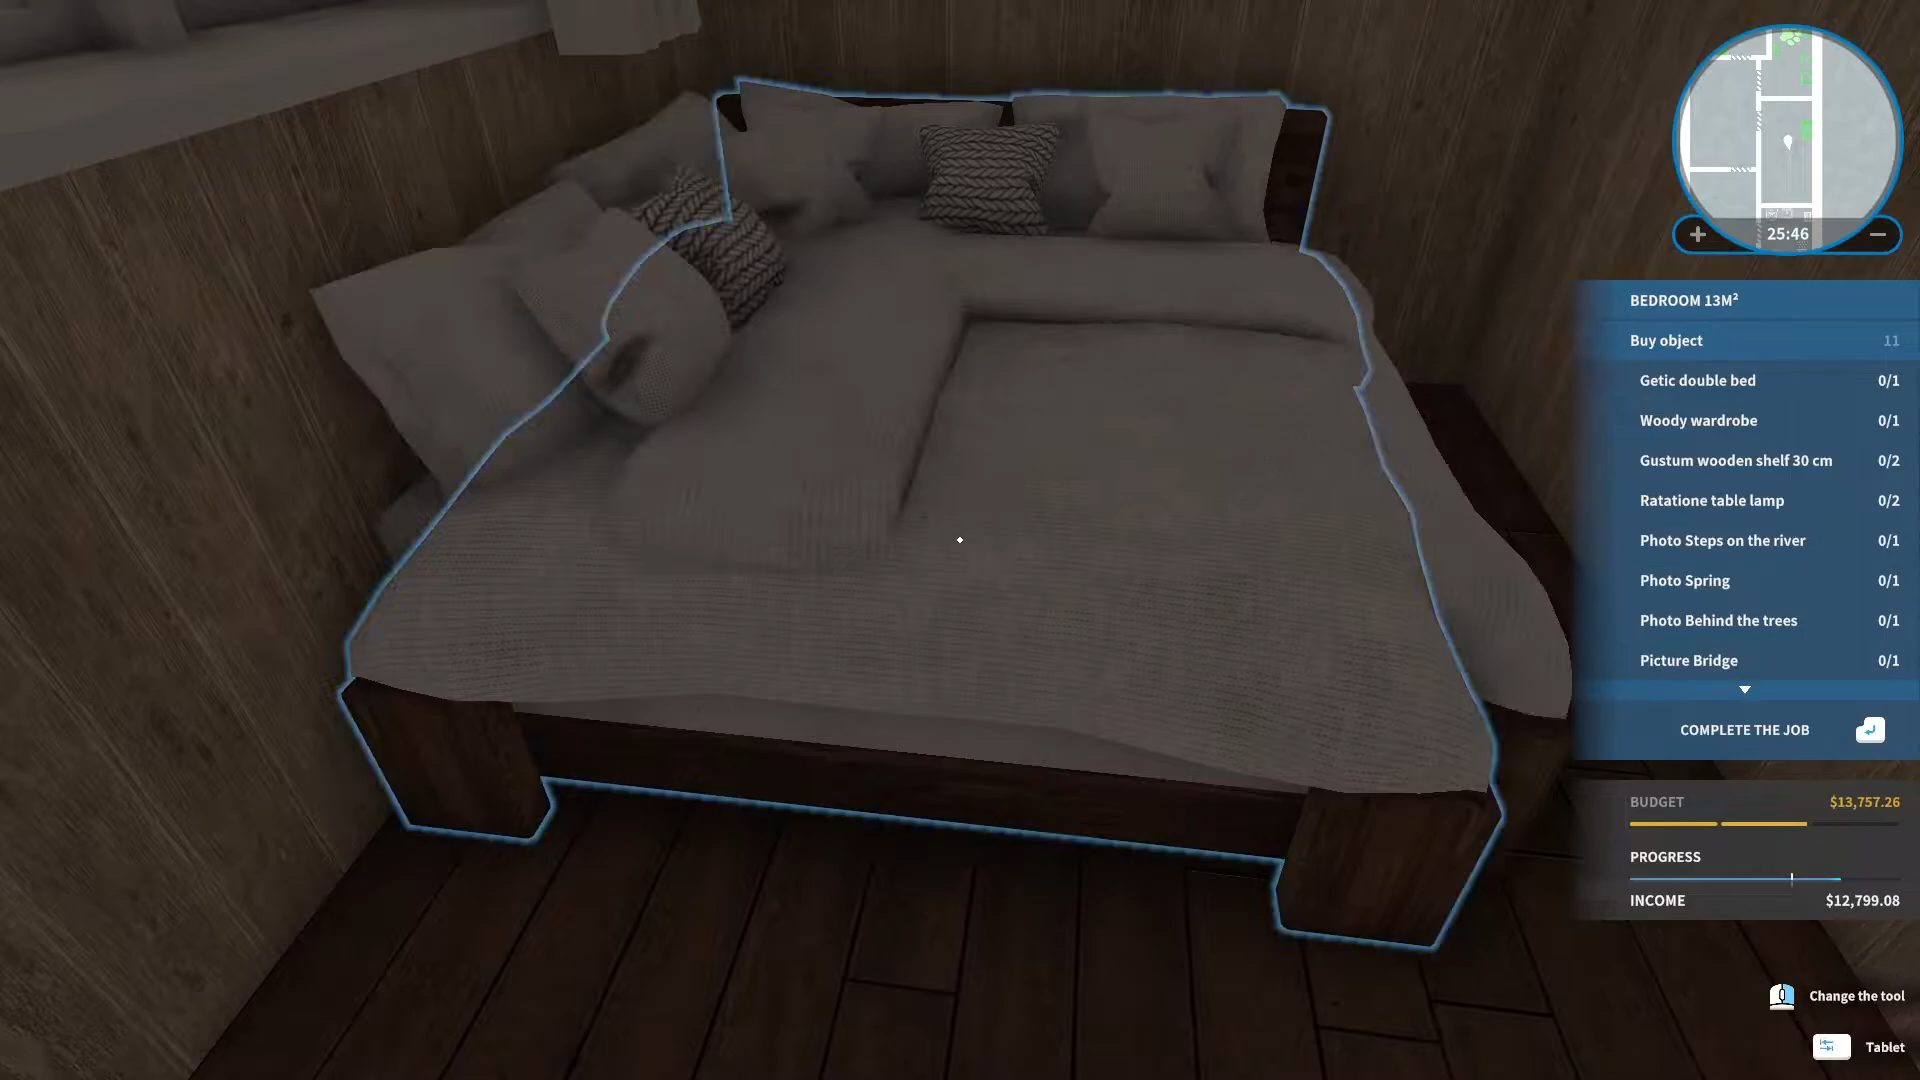 25:46
BEDROOM 13M²
Buy object 11
Getic double bed 0/1
Woody wardrobe 0/1
Gustum wooden shelf 30 cm 0/2
Ratatione table lamp 0/2
Photo Steps on the river 0/1
Photo Spring 0/1
Photo Behind the trees 0/1
Picture Bridge 0/1
COMPLETE THE JOB
BUDGET $13,757.26
PROGRESS
INCOME $12,799.08
Change the tool
Tablet